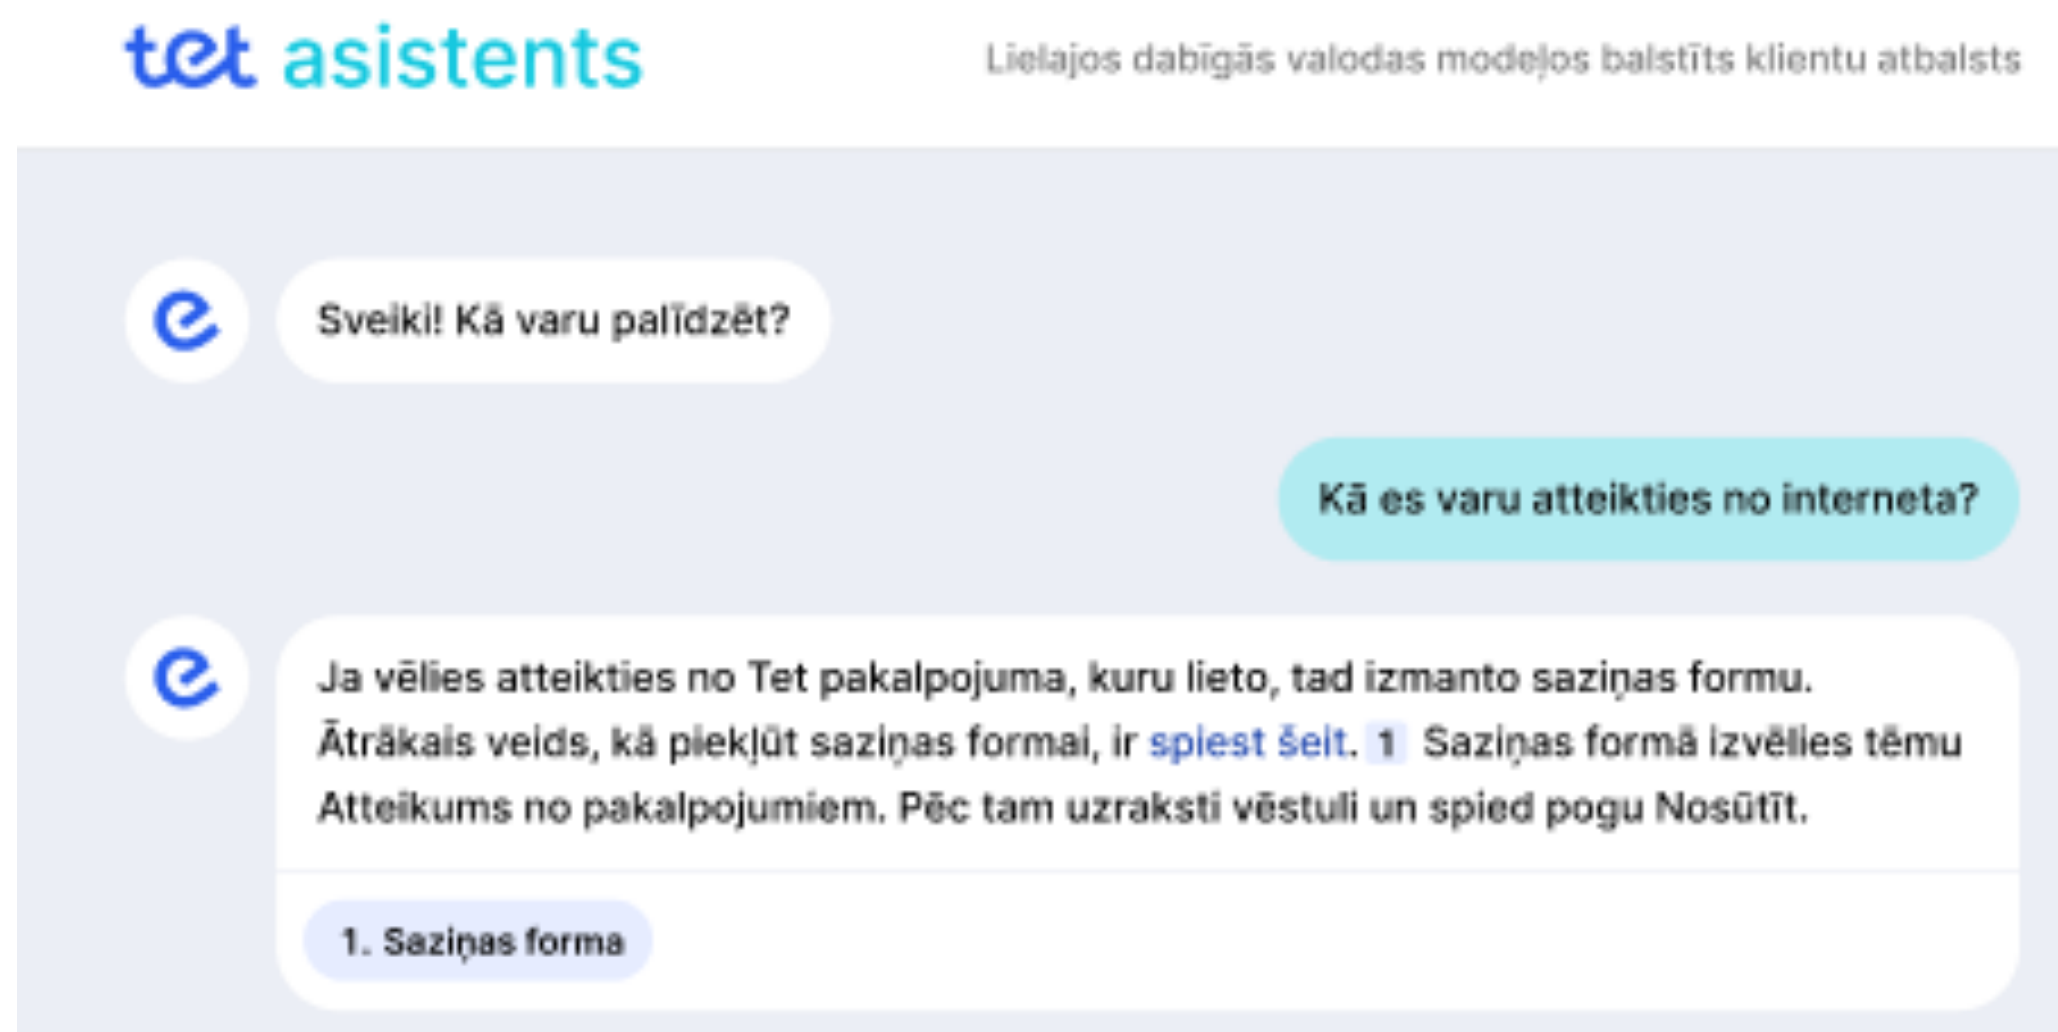 tet asistents
Lielajos dabīgās valodas modeļos balstīts klientu atbalsts
Sveiki! Kā varu palīdzēt?
Kā es varu atteikties no interneta?
Ja vēlies atteikties no Tet pakalpojuma, kuru lieto, tad izmanto saziņas formu.
Ātrākais veids, kā piekļūt saziņas formai, ir spiest šeit. 1 Saziņas formā izvēlies tēmu
Atteikums no pakalpojumiem. Pēc tam uzraksti vēstuli un spied pogu Nosūtīt.
1. Saziņas forma